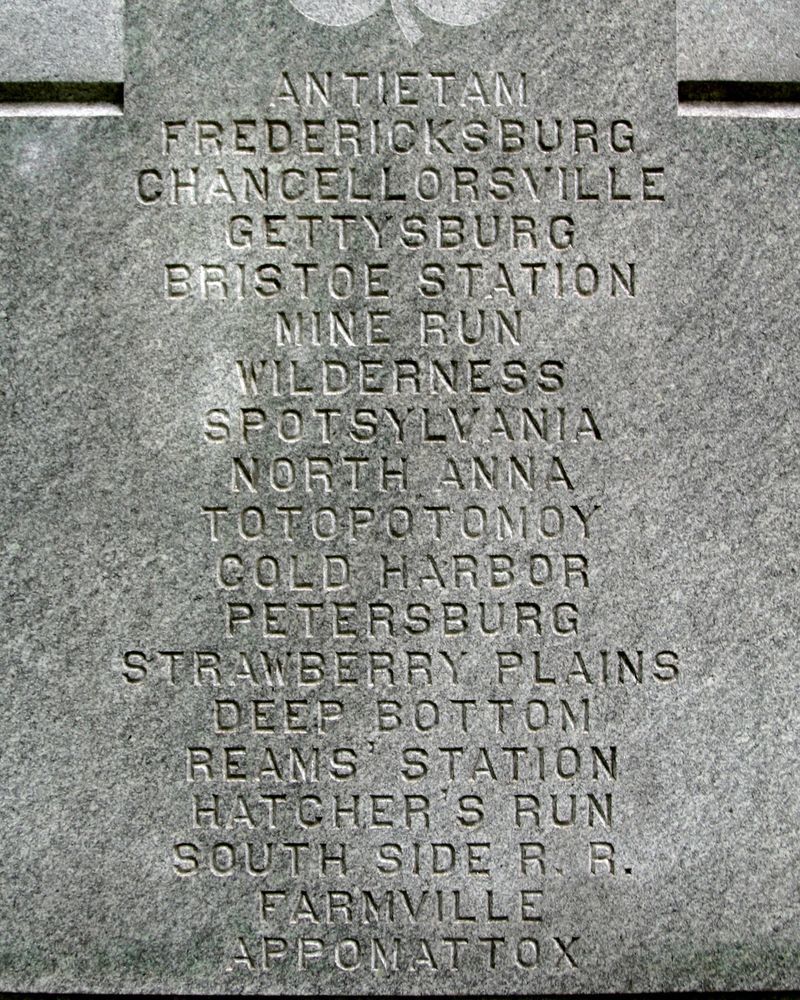 ANTIETAM
FREDERICKSBURG
CHANCELLORSVILLE
GETTYSBURG
BRISTOE STATION
MINE RUN
WILDERNESS
SPOTSYLVANIA
NORTH ANNA
TOTOPOTOMOY
COLD HARBOR
PETERSBURG
STRAWBERRY PLAINS
DEEP BOTTOM
REAMS' STATION
HATCHER'S RUN
SOUTH SIDE R. R.
FARMVILLE
APPOMATTOX